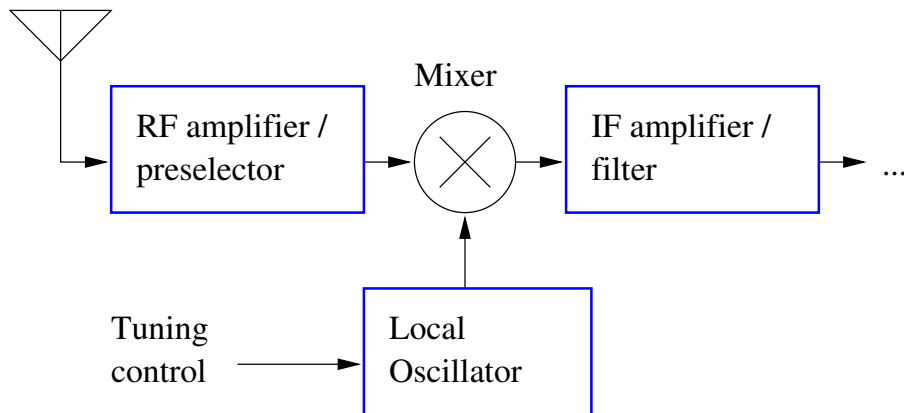 Mixer
RF amplifier /
preselector
IF amplifier /
filter
...
Tuning
control
Local
Oscillator